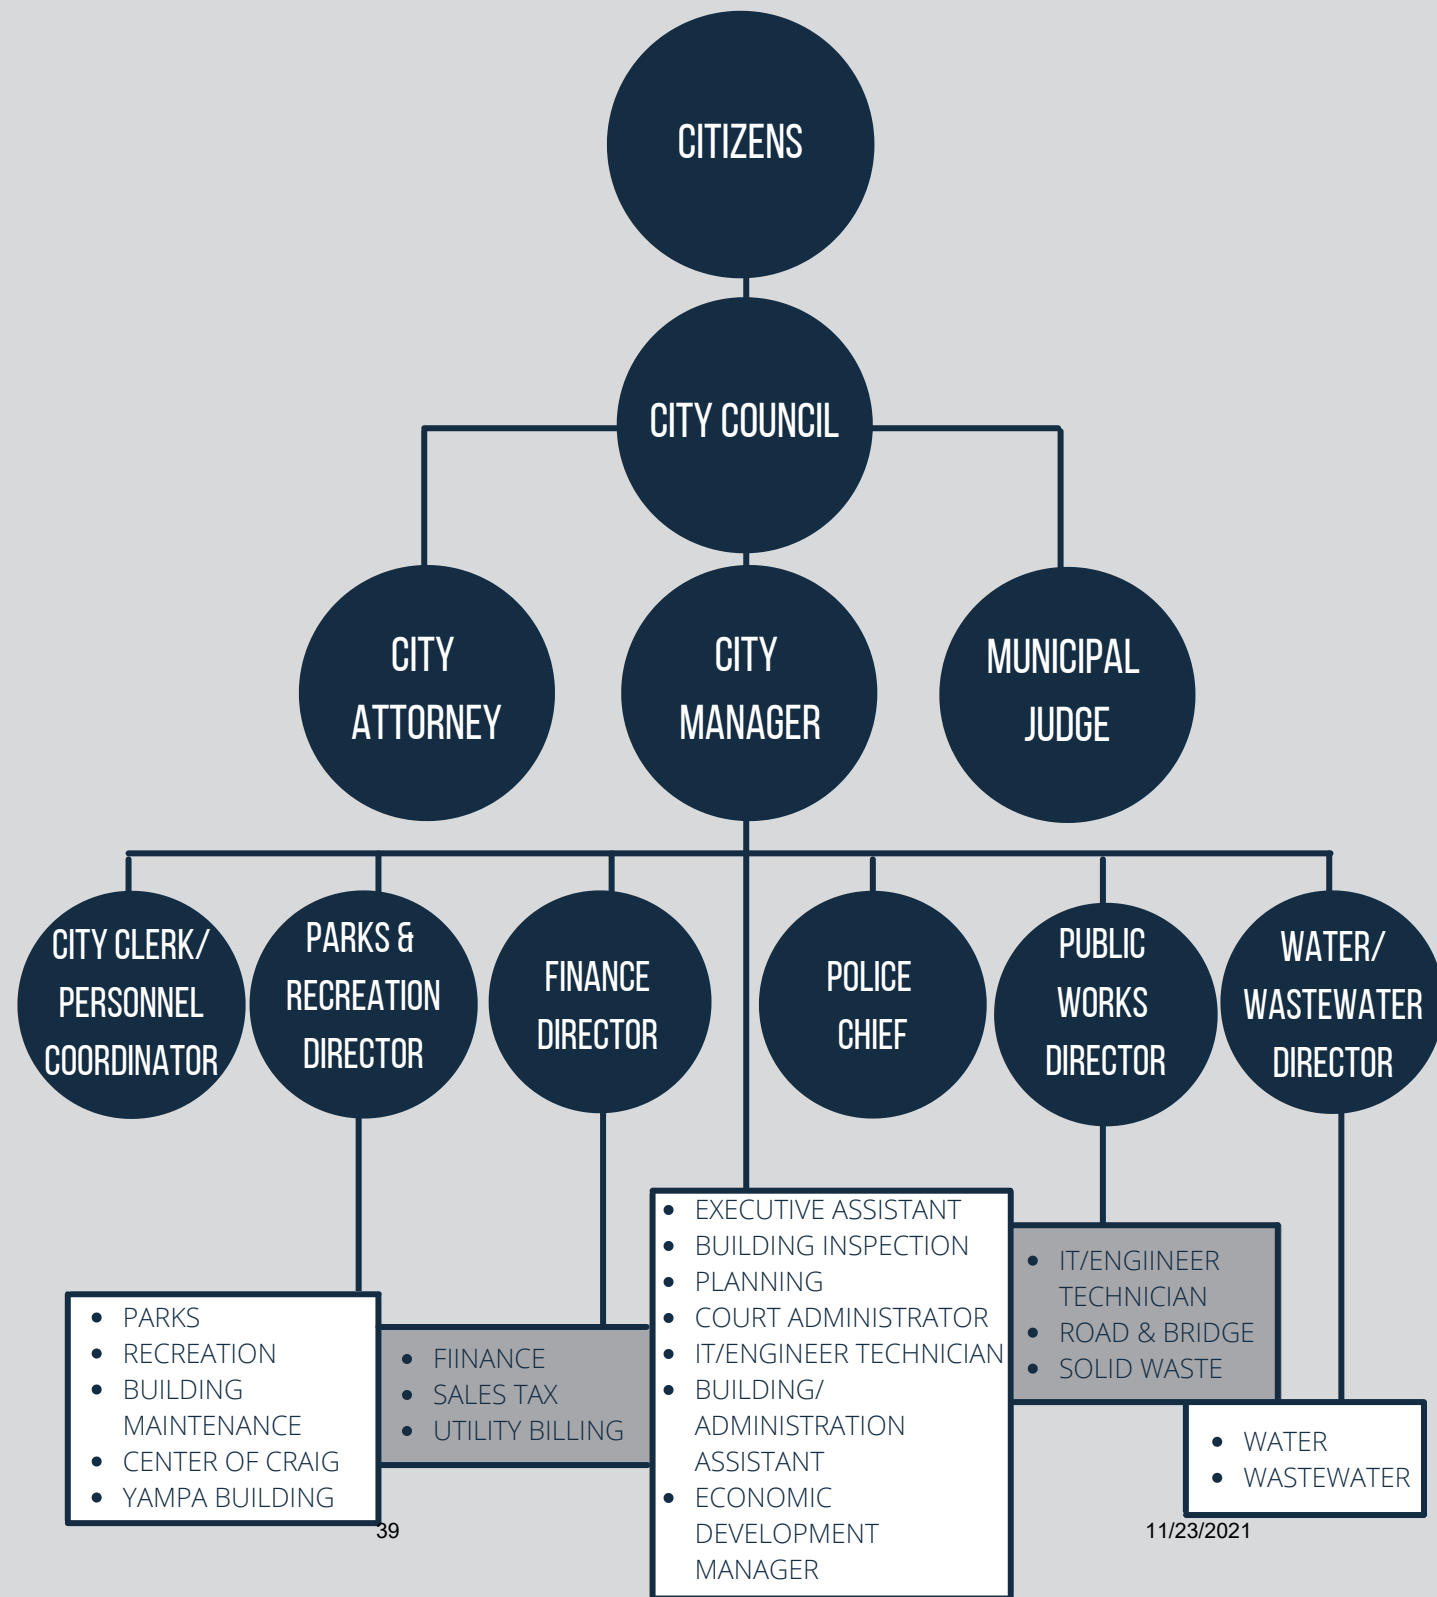 CITIZENS
CITY COUNCIL
CITY
ATTORNEY
CITY
MANAGER
MUNICIPAL
JUDGE
CITY CLERK/
PERSONNEL
COORDINATOR
PARKS &
RECREATION
DIRECTOR
FINANCE
DIRECTOR
POLICE
CHIEF
PUBLIC
WORKS
DIRECTOR
WATER/
WASTEWATER
DIRECTOR
• PARKS
• RECREATION
• BUILDING
MAINTENANCE
• CENTER OF CRAIG
• YAMPA BUILDING
• FIINANCE
• SALES TAX
• UTILITY BILLING
• EXECUTIVE ASSISTANT
• BUILDING INSPECTION
• PLANNING
• COURT ADMINISTRATOR
• IT/ENGINEER TECHNICIAN
• BUILDING/
ADMINISTRATION
ASSISTANT
• ECONOMIC
DEVELOPMENT
MANAGER
• IT/ENGIINEER
TECHNICIAN
• ROAD & BRIDGE
• SOLID WASTE
• WATER
• WASTEWATER
39
11/23/2021